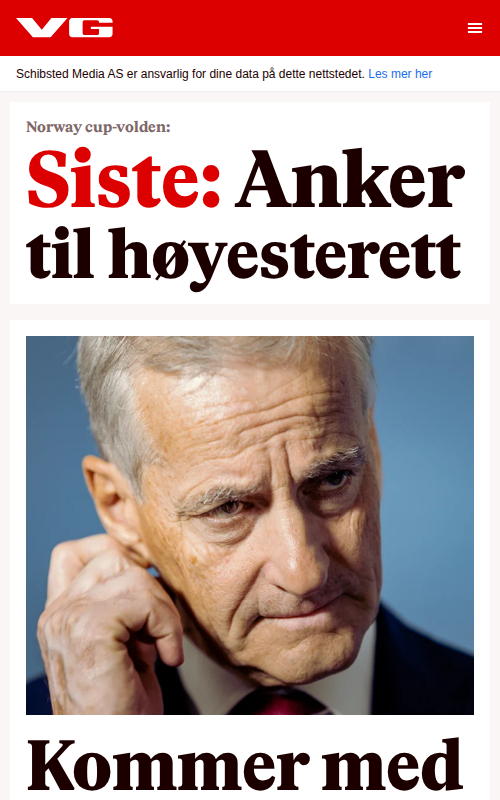 VG
Schibsted Media AS er ansvarlig for dine data på dette nettstedet. Les mer her
Norway cup-volden:
Siste: Anker
til høyesterett
Kommer med